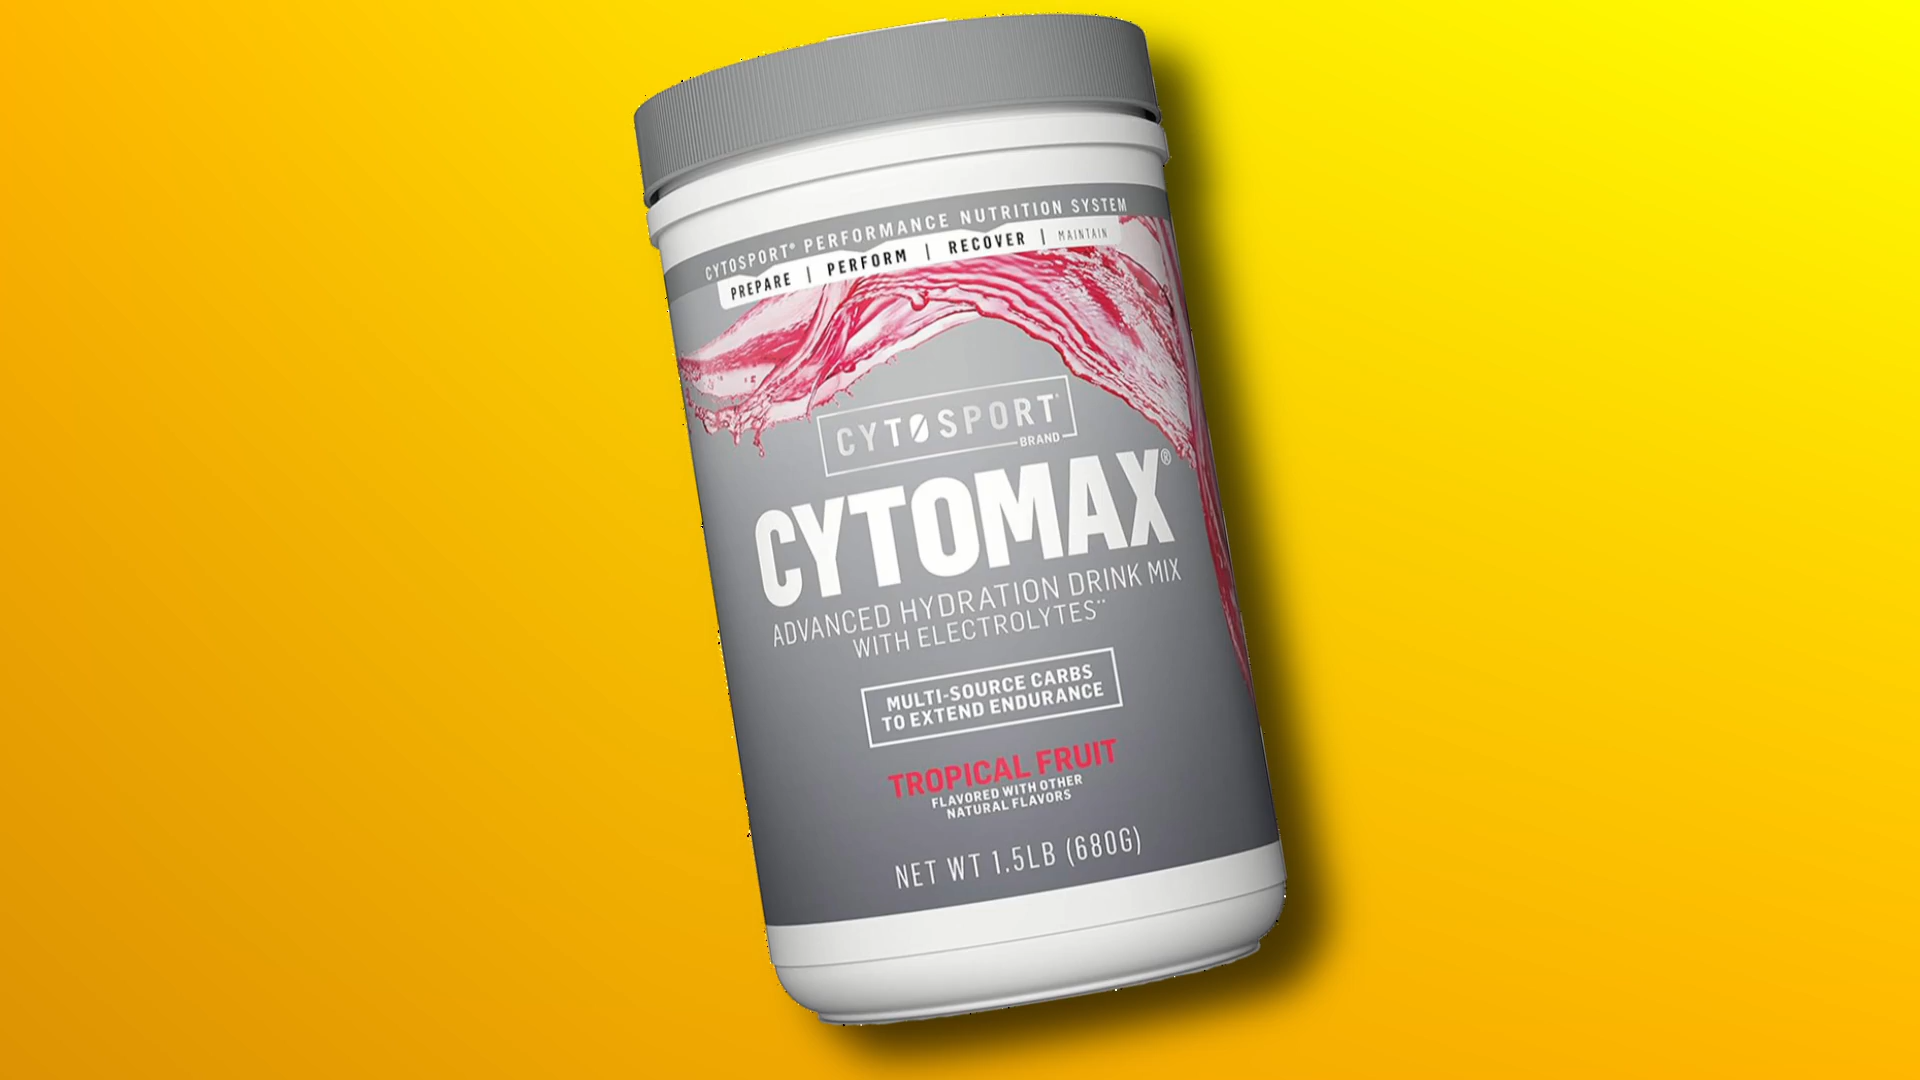 CYTOSPORT® PERFORMANCE NUTRITION SYSTEM
PREPARE | PERFORM | RECOVER | MAINTAIN
CYTOSPORT
BRAND
CYTOMAX®
ADVANCED HYDRATION DRINK MIX
WITH ELECTROLYTES**
MULTI-SOURCE CARBS
TO EXTEND ENDURANCE
TROPICAL FRUIT
FLAVORED WITH OTHER
NATURAL FLAVORS
NET WT 1.5LB (680G)